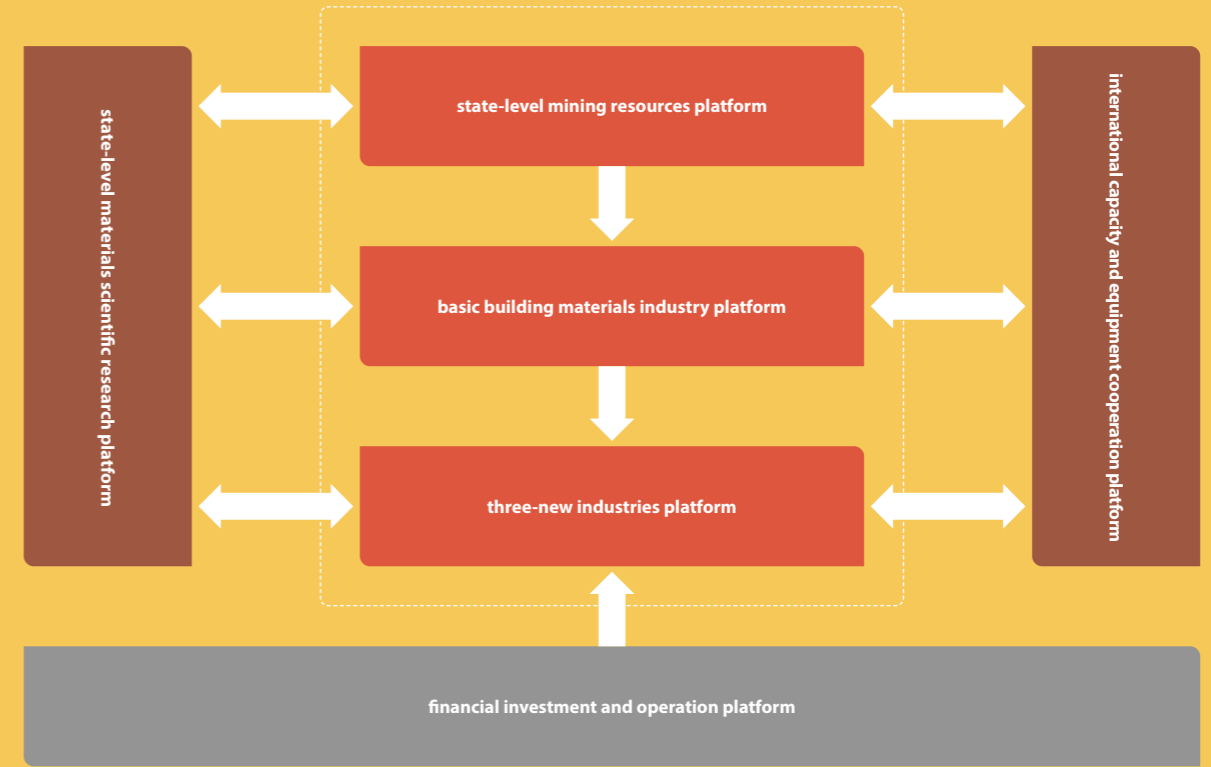 state-level materials scientific research platform
state-level mining resources platform
basic building materials industry platform
three-new industries platform
international capacity and equipment cooperation platform
financial investment and operation platform